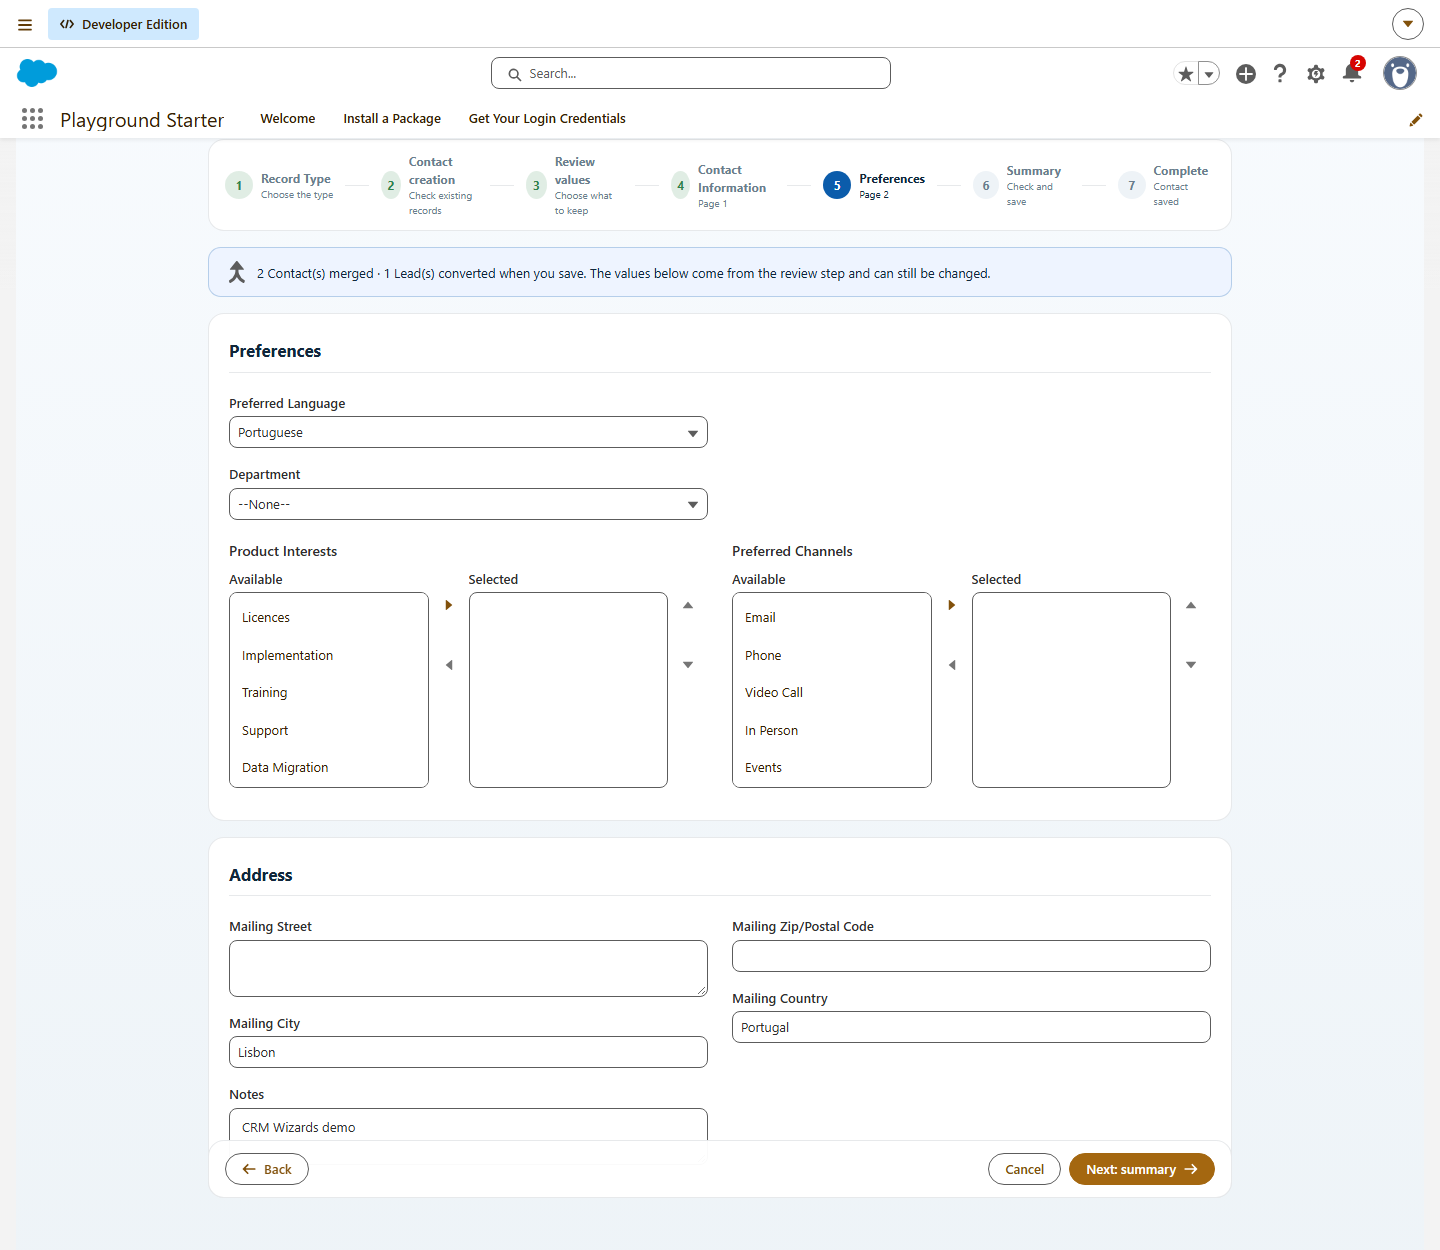 Developer Edition
Search...
2
Playground Starter
Welcome
Install a Package
Get Your Login Credentials
1
Record Type
Choose the type
2
Contact
creation
Check existing
records
3
Review
values
Choose what
to keep
4
Contact
Information
Page 1
5
Preferences
Page 2
6
Summary
Check and
save
7
Complete
Contact
saved
2 Contact(s) merged · 1 Lead(s) converted when you save. The values below come from the review step and can still be changed.
Preferences
Preferred Language
Portuguese
Department
--None--
Product Interests
Available
Licences
Implementation
Training
Support
Data Migration
Selected
Preferred Channels
Available
Email
Phone
Video Call
In Person
Events
Selected
Address
Mailing Street
Mailing Zip/Postal Code
Mailing Country
Portugal
Mailing City
Lisbon
Notes
CRM Wizards demo
Back
Cancel
Next: summary